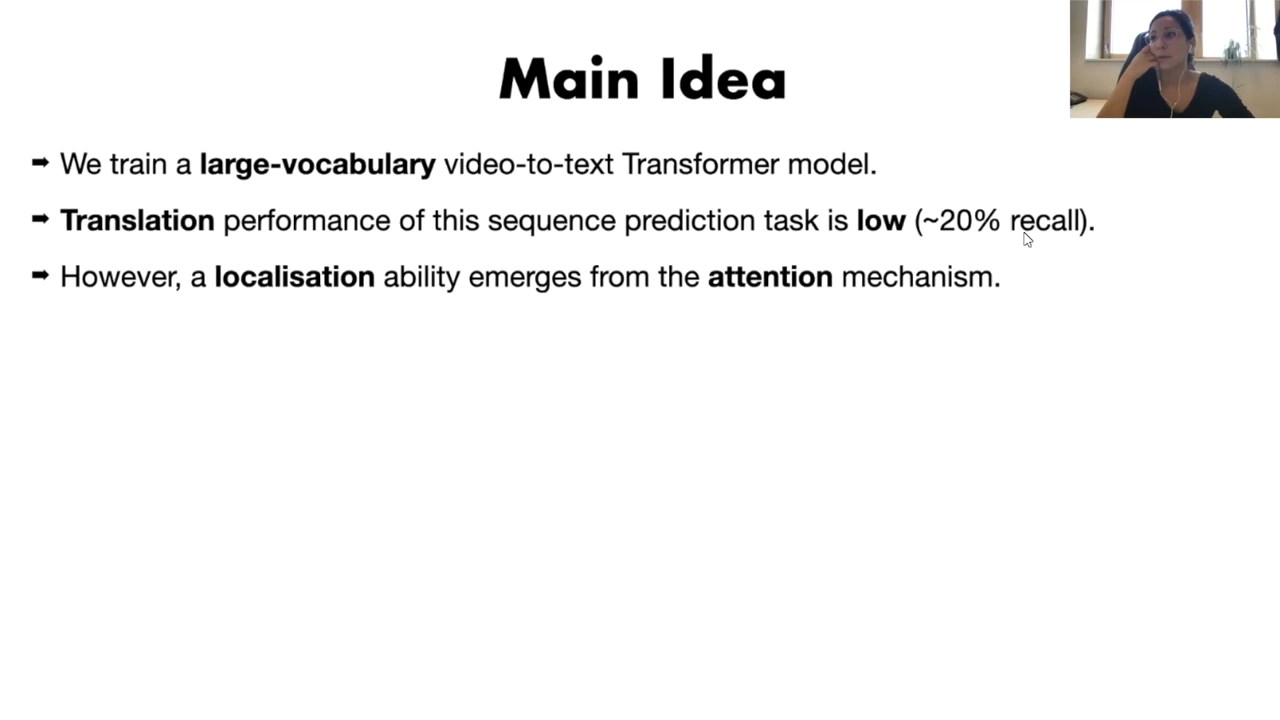 Main Idea
➡ We train a large-vocabulary video-to-text Transformer model.
➡ Translation performance of this sequence prediction task is low (~20% recall).
➡ However, a localisation ability emerges from the attention mechanism.